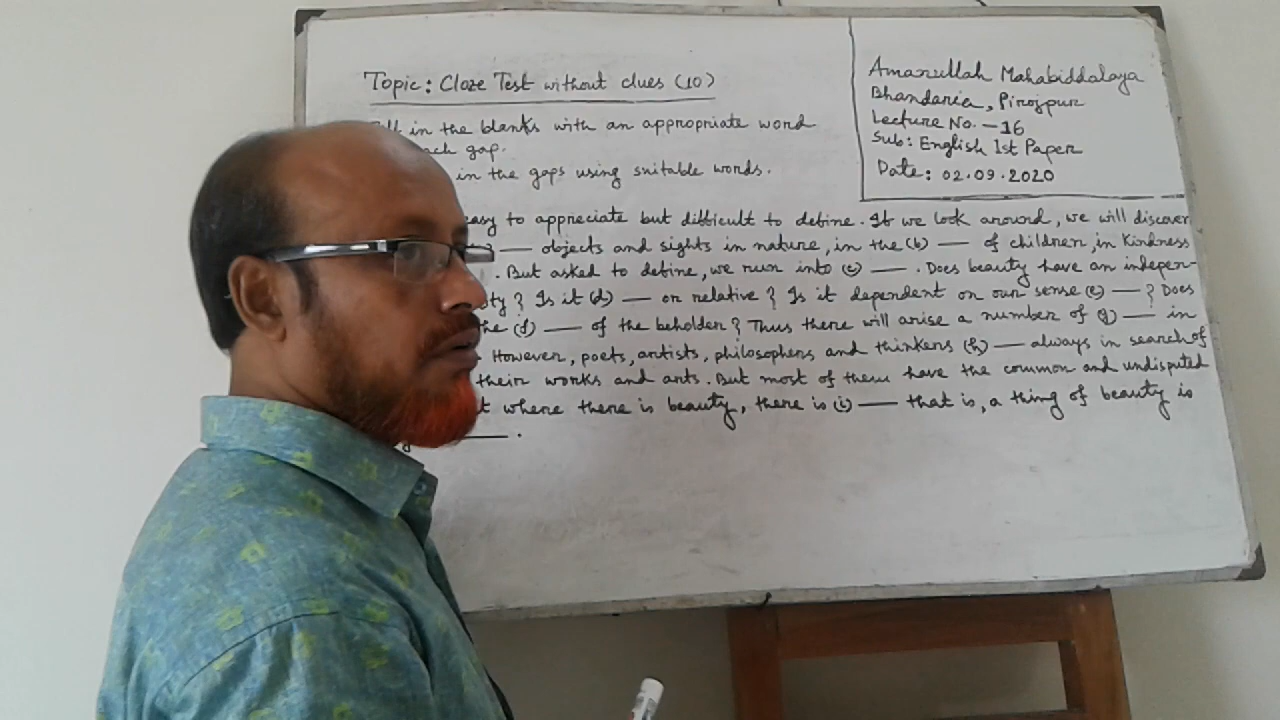 Topic: Cloze Test without clues (10)
in the blanks with an appropriate word
gap.
in the gaps using suitable words.
Amanullah Mahabiddalaya
Bhandaria, Pirojpur
Lecture No. - 16
Sub: English 1st Paper
Date: 02.09.2020
easy to appreciate but difficult to define. If we look around, we will discover
— objects and sights in nature, in the (b) — of children, in kindness
. But asked to define, we run into (c) — . Does beauty have an indepen-
? Is it (d) — or relative? Is it dependent on our sense (e) — ? Does
(f) — of the beholder? Thus there will arise a number of (g) — in
. However, poets, artists, philosophers and thinkers (h) — always in search of
their works and arts. But most of them have the common and undisputed
where there is beauty, there is (i) — that is, a thing of beauty is
— .